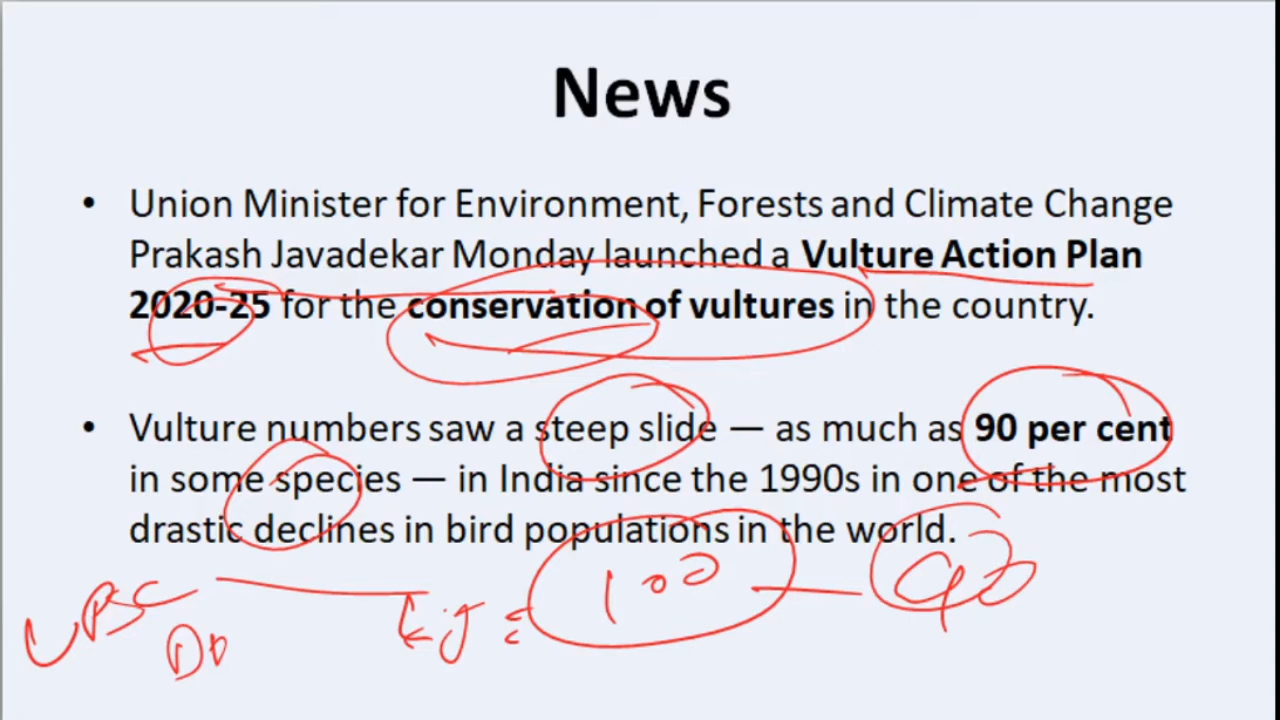 News
• Union Minister for Environment, Forests and Climate Change
Prakash Javadekar Monday launched a Vulture Action Plan
2020-25 for the conservation of vultures in the country.
• Vulture numbers saw a steep slide — as much as 90 per cent
in some species — in India since the 1990s in one of the most
drastic declines in bird populations in the world.
UPSC Eg: 100 — 90